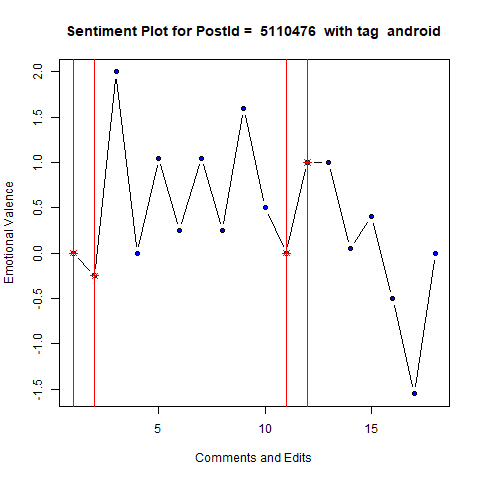 Sentiment Plot for PostId =  5110476  with tag  android
Emotional Valence
2.0
1.5
1.0
0.5
0.0
-0.5
-1.0
-1.5
5 10 15
Comments and Edits